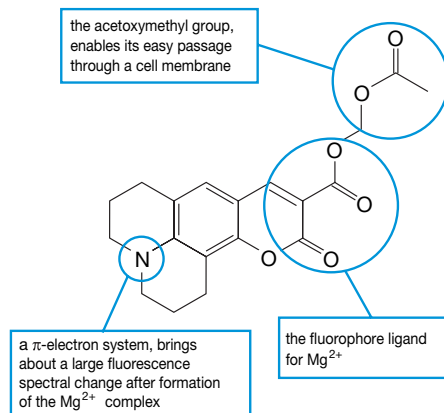 the acetoxymethyl group,
enables its easy passage
through a cell membrane
O
O
O
O
N
O
O
a π-electron system, brings
about a large fluorescence
spectral change after formation
of the Mg²⁺ complex
the fluorophore ligand
for Mg²⁺